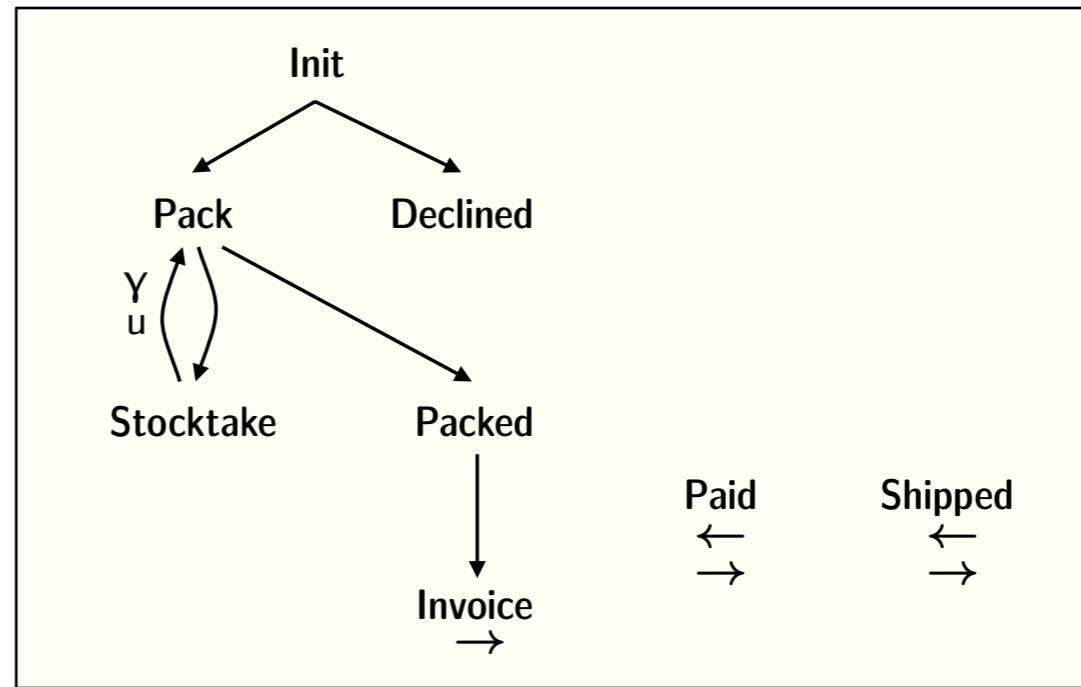 Init
Pack Declined
γ
u
Stocktake Packed
Paid Shipped
← ←
→ →
Invoice
→